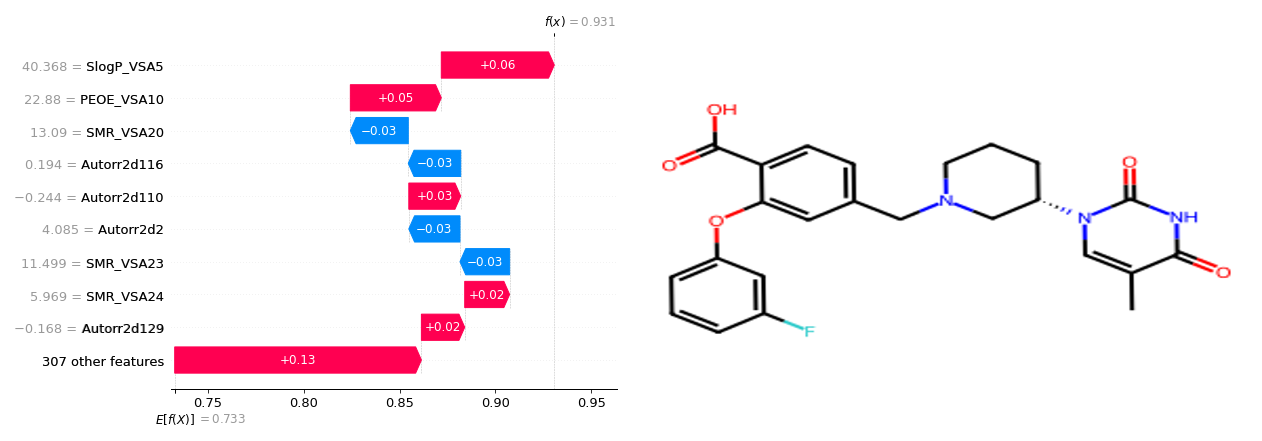 f(x) = 0.931
40.368 = SlogP_VSA5
+0.06
22.88 = PEOE_VSA10
+0.05
13.09 = SMR_VSA20
−0.03
0.194 = Autorr2d116
−0.03
−0.244 = Autorr2d110
+0.03
4.085 = Autorr2d2
−0.03
11.499 = SMR_VSA23
−0.03
5.969 = SMR_VSA24
+0.02
−0.168 = Autorr2d129
+0.02
307 other features
+0.13
0.75 0.80 0.85 0.90 0.95
E[f(X)] = 0.733
OH
O
O
F
N
N
O
NH
O